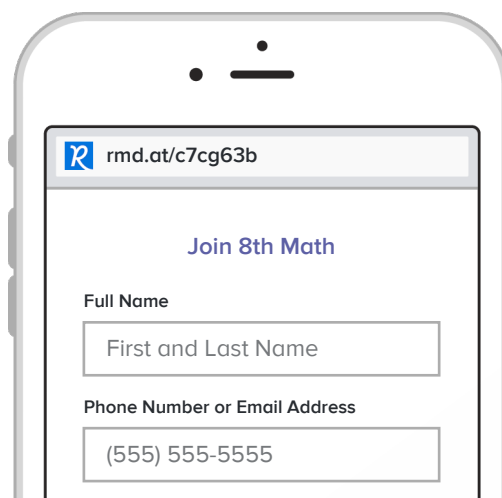 rmd.at/c7cg63b
Join 8th Math
Full Name
First and Last Name
Phone Number or Email Address
(555) 555-5555